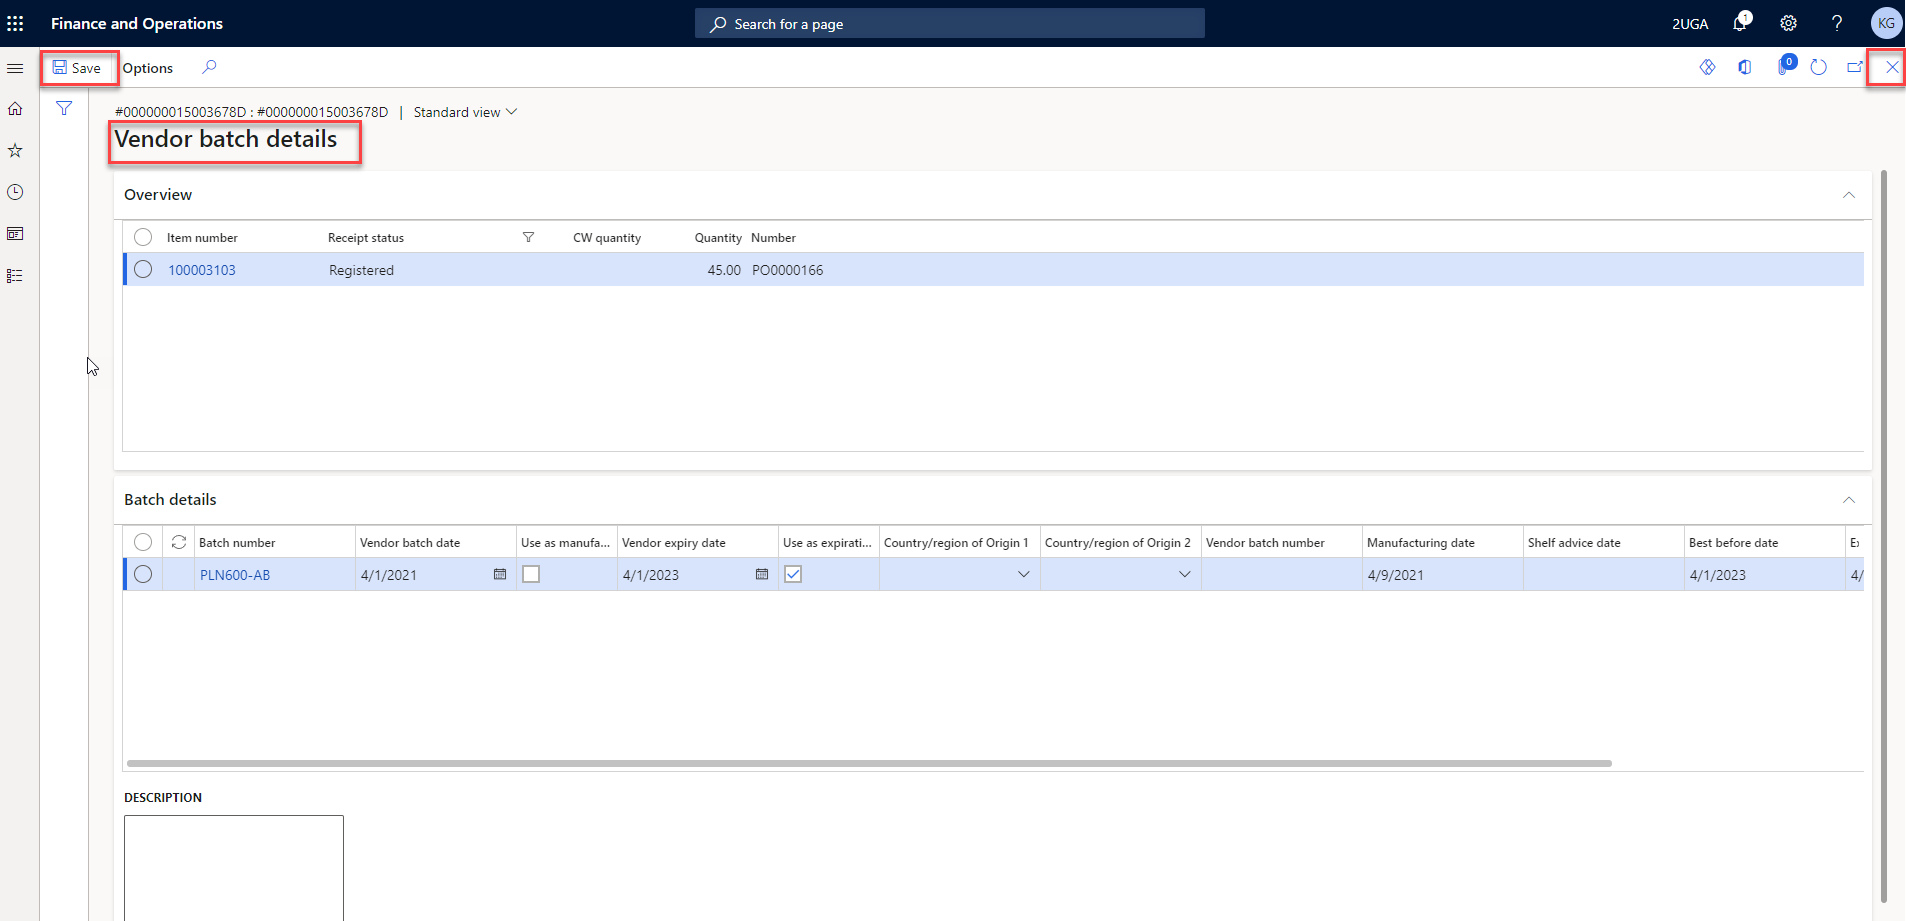 Finance and Operations
Search for a page
2UGA
1
KG
Save
Options
0
#000000015003678D : #000000015003678D | Standard view
Vendor batch details
Overview
Item number Receipt status CW quantity Quantity Number
100003103 Registered 45.00 PO0000166
Batch details
Batch number Vendor batch date Use as manufa... Vendor expiry date Use as expirati... Country/region of Origin 1 Country/region of Origin 2 Vendor batch number Manufacturing date Shelf advice date Best before date
PLN600-AB 4/1/2021 4/1/2023 4/9/2021 4/1/2023 4/
DESCRIPTION